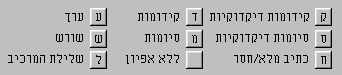 ק קידומות דיקדוקיות ד קידומות ע ערך
ס סיומות דיקדוקיות מ סיומות ש שורש
ח כתיב מלא/חסר ללא אפיון ל שלילת המרכיב